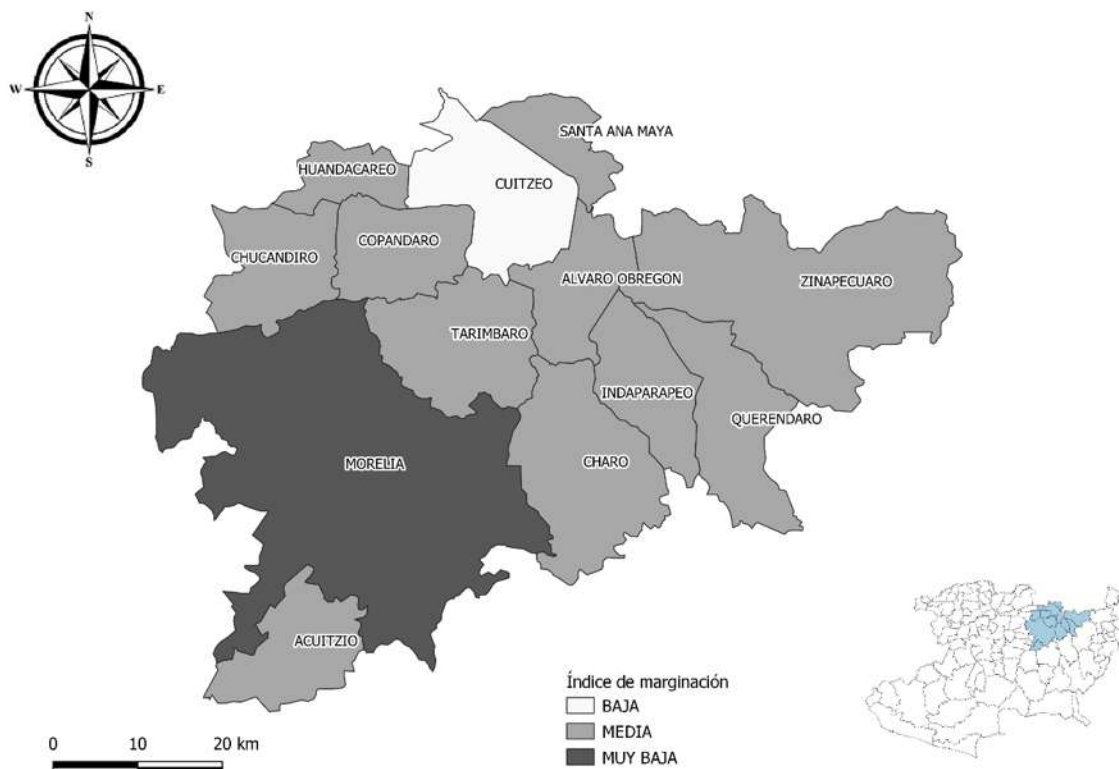 N
W E
S
SANTA ANA MAYA
HUANDACAREO
CUITZEO
COPANDARO
CHUCANDIRO
ALVARO OBREGON
ZINAPECUARO
TARIMBARO
INDAPARAPEO
QUERENDARO
CHARO
MORELIA
ACUITZIO
Índice de marginación
BAJA
MEDIA
MUY BAJA
0 10 20 km